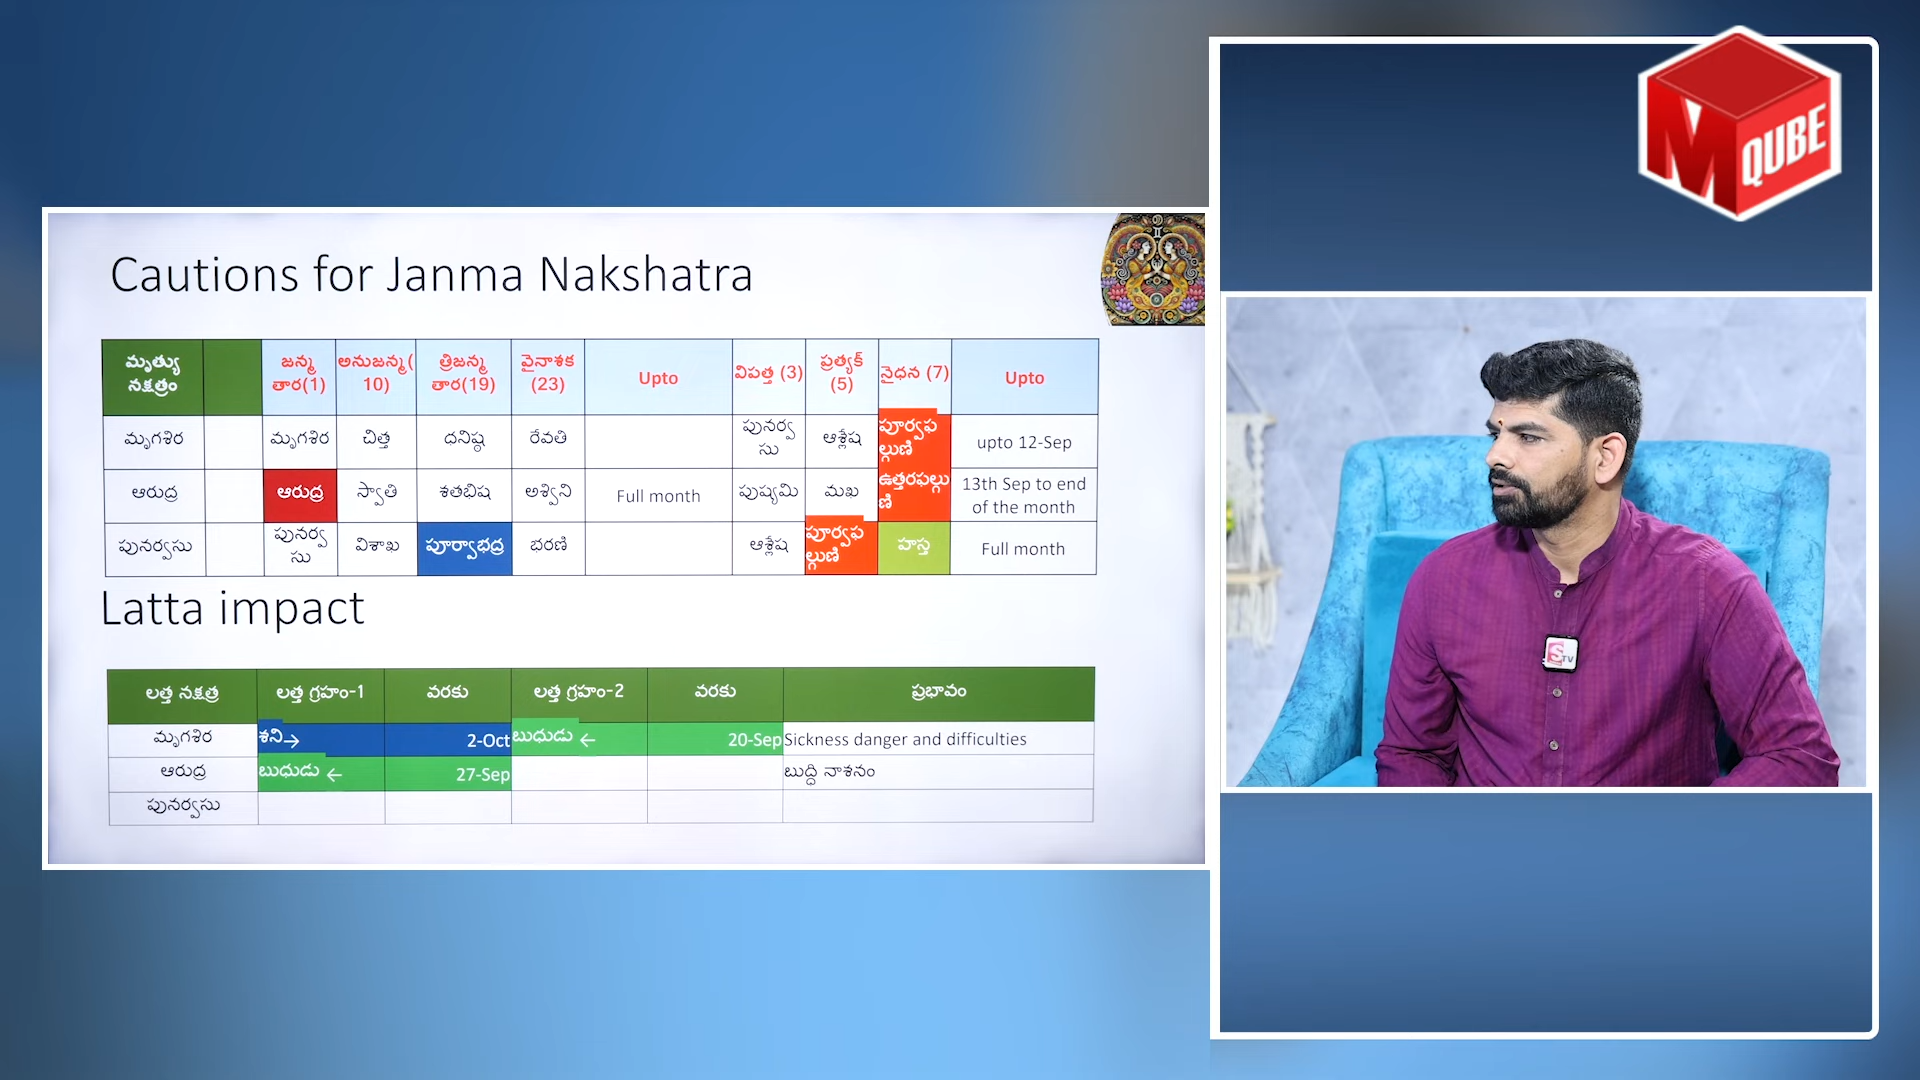 M QUBE
Cautions for Janma Nakshatra
మృత్యు నక్షత్రం జన్మ తార(1) అనుజన్మ(10) త్రిజన్మ తార(19) వైనాశక (23) Upto విపత్త (3) ప్రత్యక్ (5) నైధన (7) Upto
మృగశిర మృగశిర చిత్త ధనిష్ఠ రేవతి పునర్వసు ఆశ్లేష పూర్వఫల్గుణి upto 12-Sep
ఆరుద్ర ఆరుద్ర స్వాతి శతభిష అశ్విని Full month పుష్యమి మఖ ఉత్తరఫల్గుణి 13th Sep to end of the month
పునర్వసు పునర్వసు విశాఖ పూర్వాభద్ర భరణి ఆశ్లేష పూర్వఫల్గుణి హస్త Full month
Latta impact
లత్త నక్షత్ర లత్త గ్రహం-1 వరకు లత్త గ్రహం-2 వరకు ప్రభావం
మృగశిర శని→ 2-Oct బుధుడు ← 20-Sep Sickness danger and difficulties
ఆరుద్ర బుధుడు ← 27-Sep బుద్ధి నాశనం
పునర్వసు
S TV